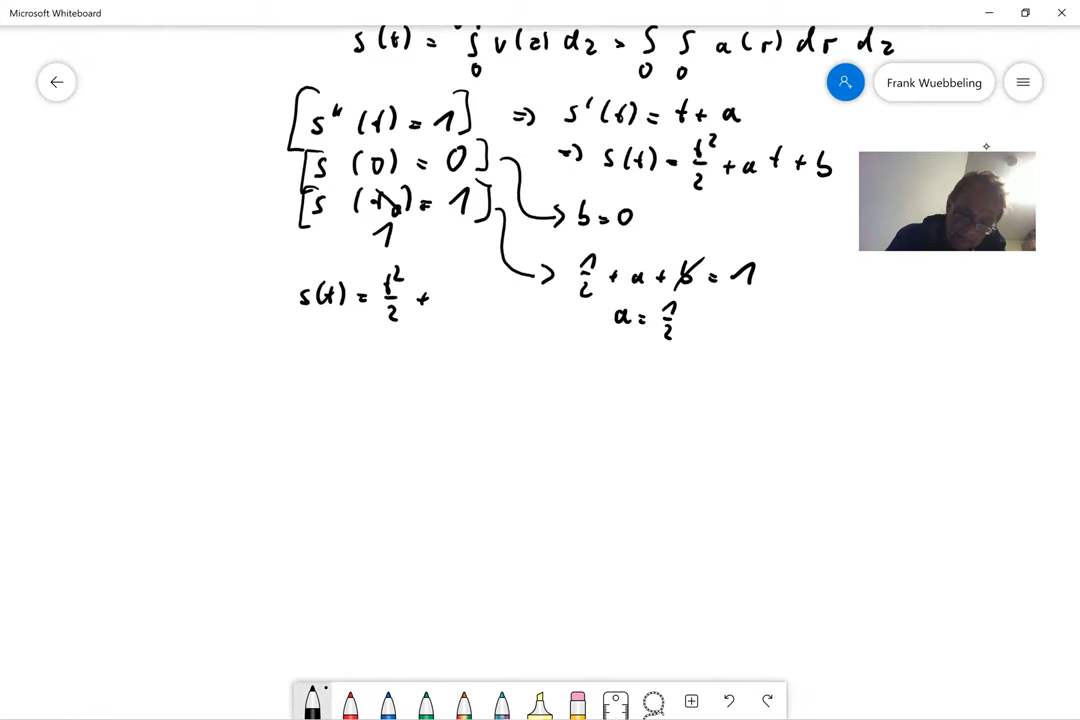 Microsoft Whiteboard
s(t) = ∫ v(z) dz = ∫ ∫ a(r) dr dz
0 0 0
Frank Wuebbeling
[s''(t) = 1] ⇒ s'(t) = t + a
[s(0) = 0] ⇒ s(t) = t²/2 + a t + b
[s( ) = 1] → b = 0
1
→ 1/2 + a + b = 1
s(t) = t²/2 +
a = 1/2